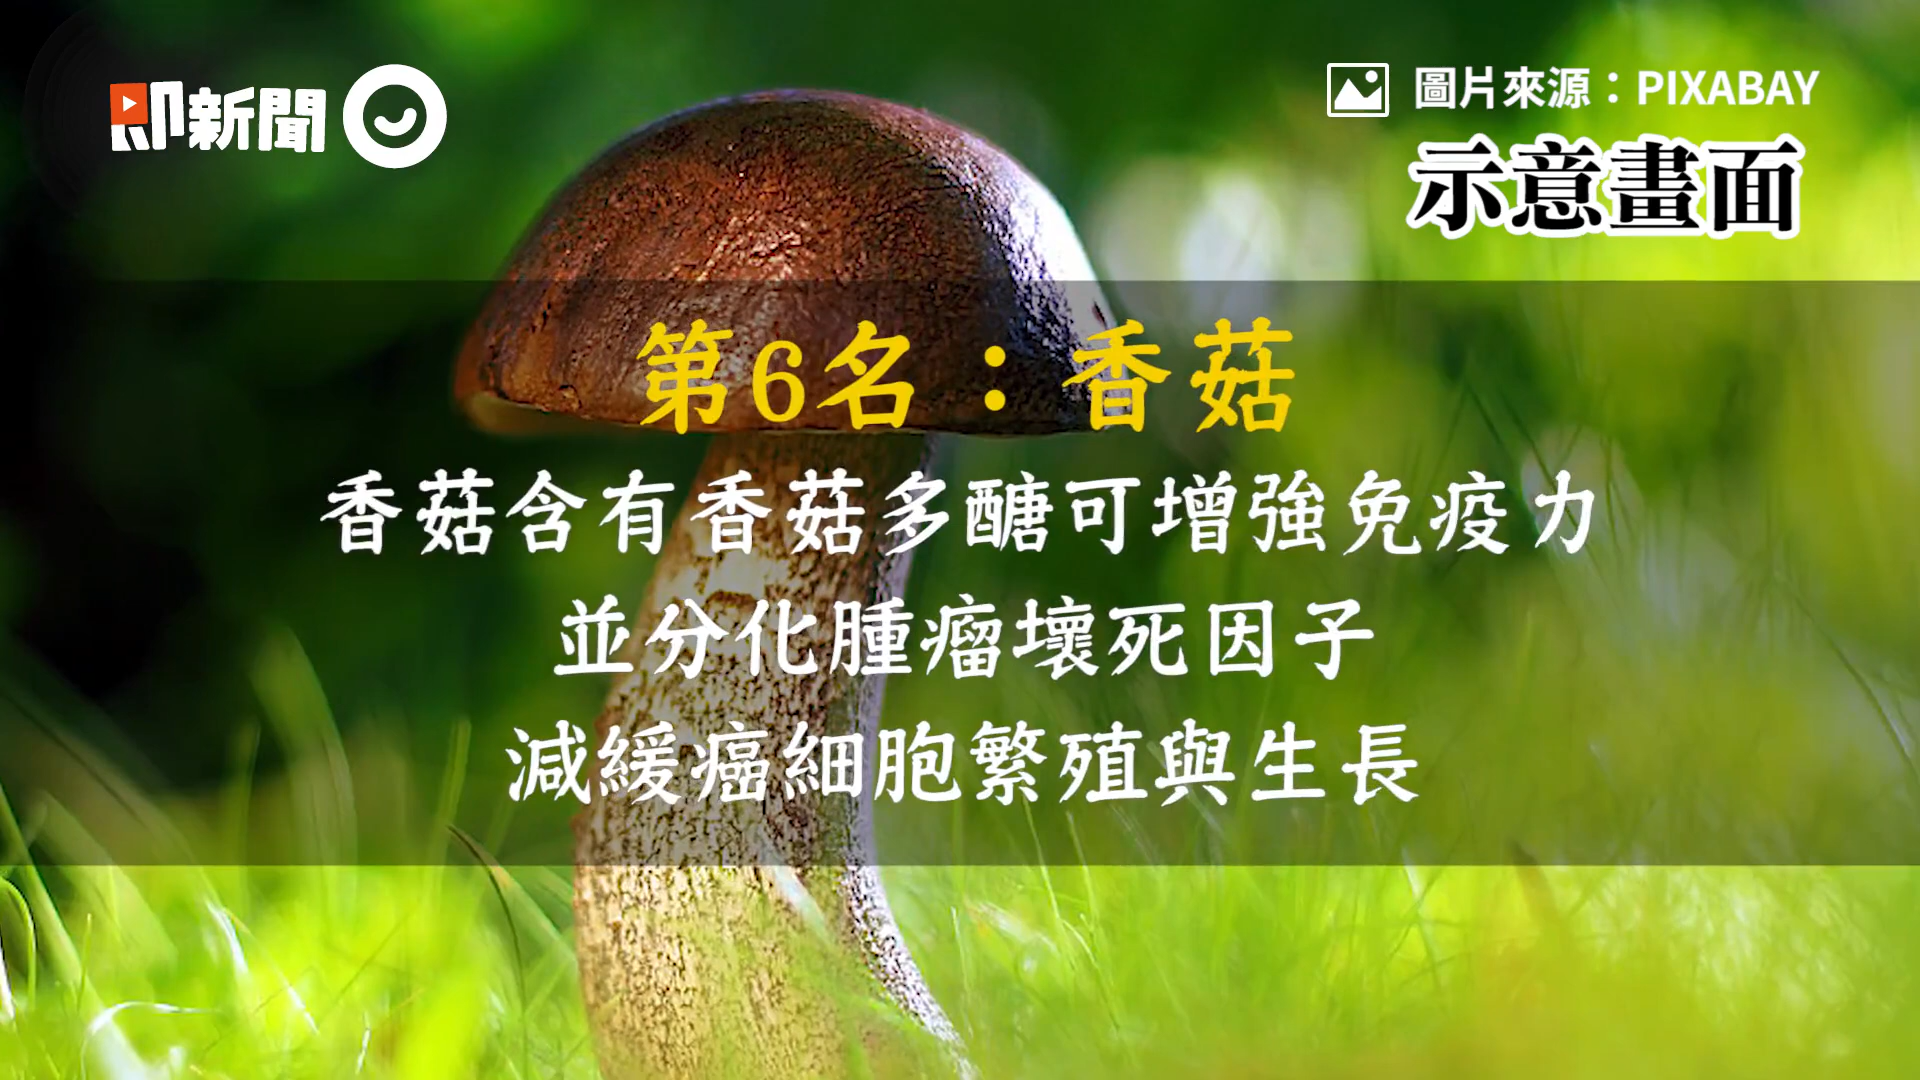 即新聞
圖片來源：PIXABAY
示意畫面
第6名：香菇
香菇含有香菇多醣可增強免疫力
並分化腫瘤壞死因子
減緩癌細胞繁殖與生長